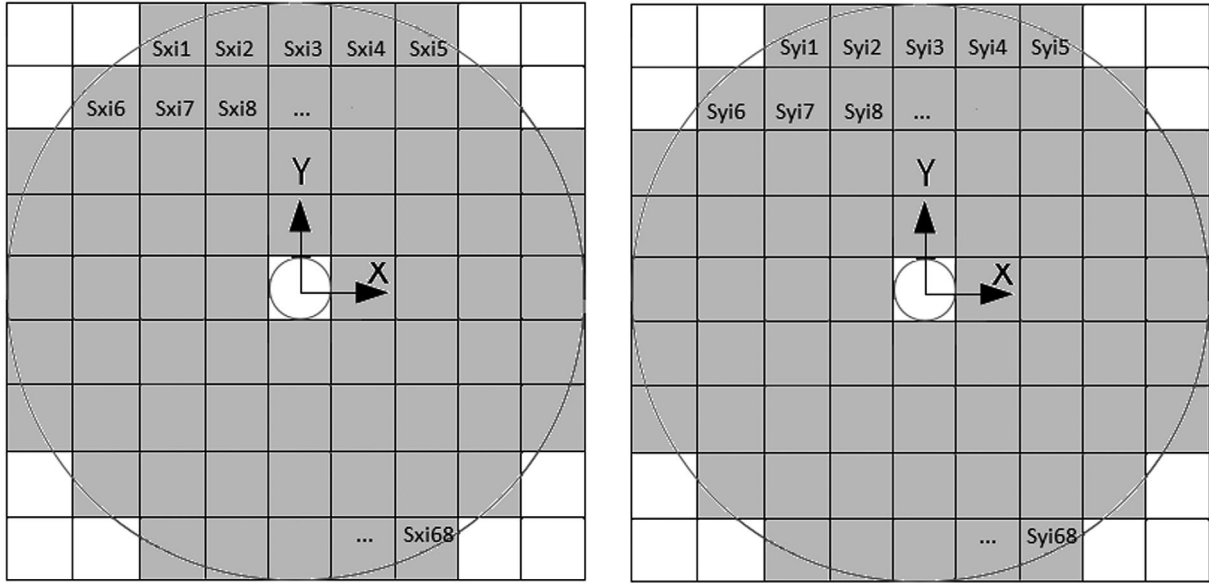 Sxi1 Sxi2 Sxi3 Sxi4 Sxi5
Sxi6 Sxi7 Sxi8 ...
Y
X
... Sxi68
Syi1 Syi2 Syi3 Syi4 Syi5
Syi6 Syi7 Syi8 ...
Y
X
... Syi68